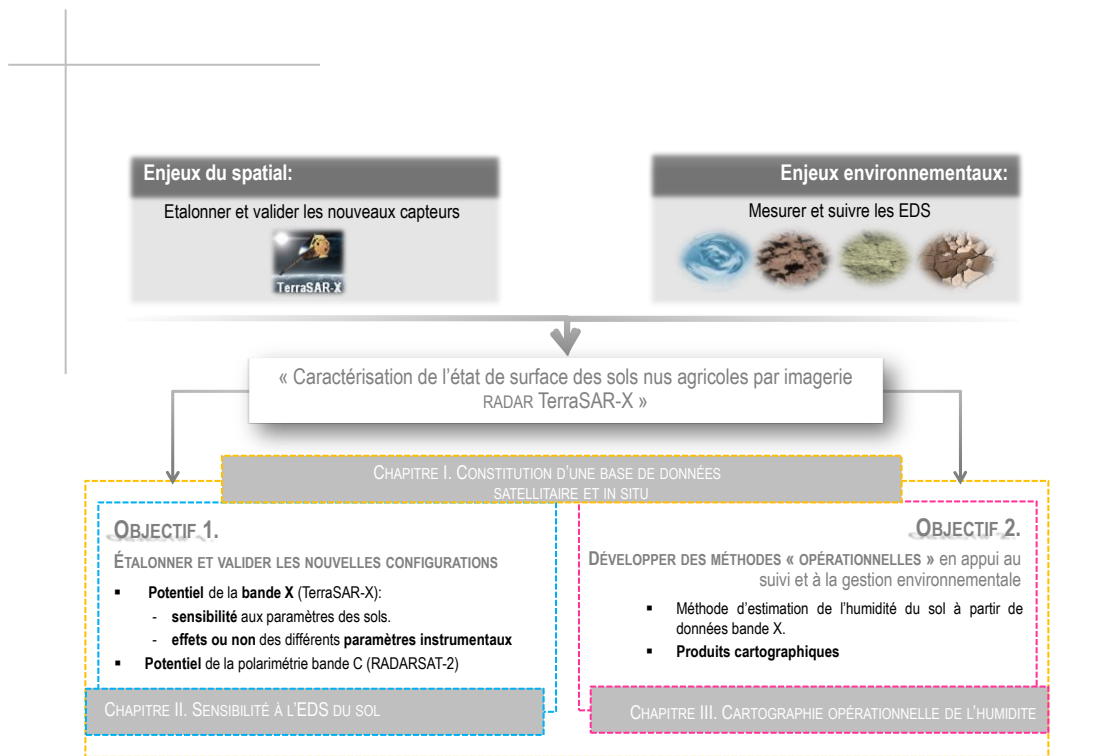 Enjeux du spatial:
Etalonner et valider les nouveaux capteurs
TerraSAR-X
Enjeux environnementaux:
Mesurer et suivre les EDS
« Caractérisation de l'état de surface des sols nus agricoles par imagerie
RADAR TerraSAR-X »
CHAPITRE I. CONSTITUTION D'UNE BASE DE DONNÉES
SATELLITAIRE ET IN SITU
OBJECTIF 1.
ÉTALONNER ET VALIDER LES NOUVELLES CONFIGURATIONS
▪ Potentiel de la bande X (TerraSAR-X):
- sensibilité aux paramètres des sols.
- effets ou non des différents paramètres instrumentaux
▪ Potentiel de la polarimétrie bande C (RADARSAT-2)
CHAPITRE II. SENSIBILITÉ À L'EDS DU SOL
OBJECTIF 2.
DÉVELOPPER DES MÉTHODES « OPÉRATIONNELLES » en appui au
suivi et à la gestion environnementale
▪ Méthode d'estimation de l'humidité du sol à partir de
données bande X.
▪ Produits cartographiques
CHAPITRE III. CARTOGRAPHIE OPÉRATIONNELLE DE L'HUMIDITE